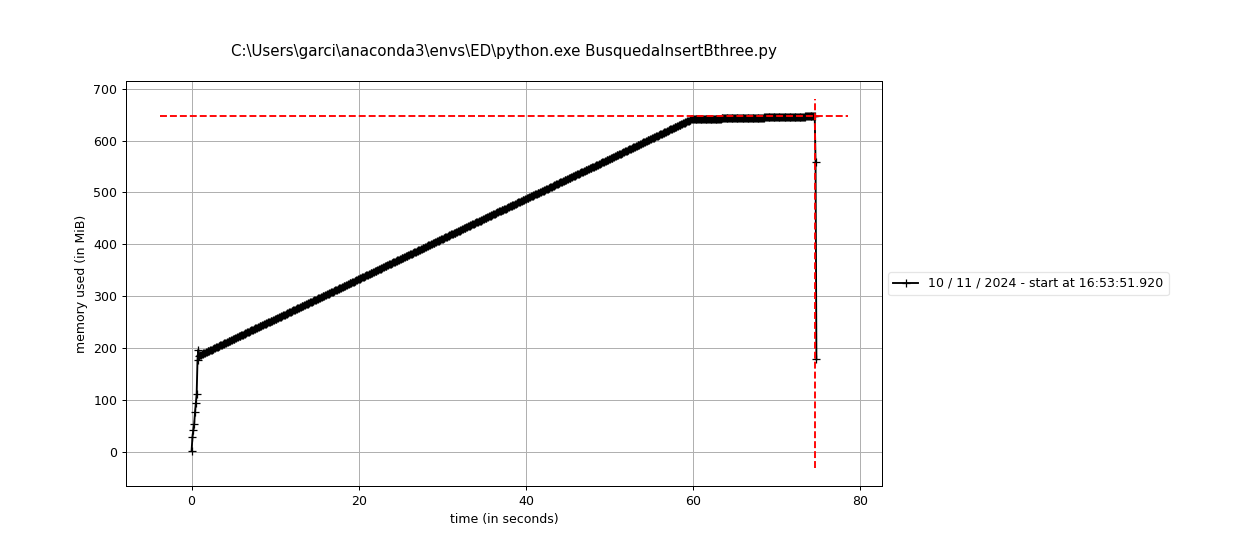 C:\Users\garci\anaconda3\envs\ED\python.exe BusquedaInsertBthree.py
700
600
500
400
300
200
100
0
memory used (in MiB)
0 20 40 60 80
time (in seconds)
10 / 11 / 2024 - start at 16:53:51.920